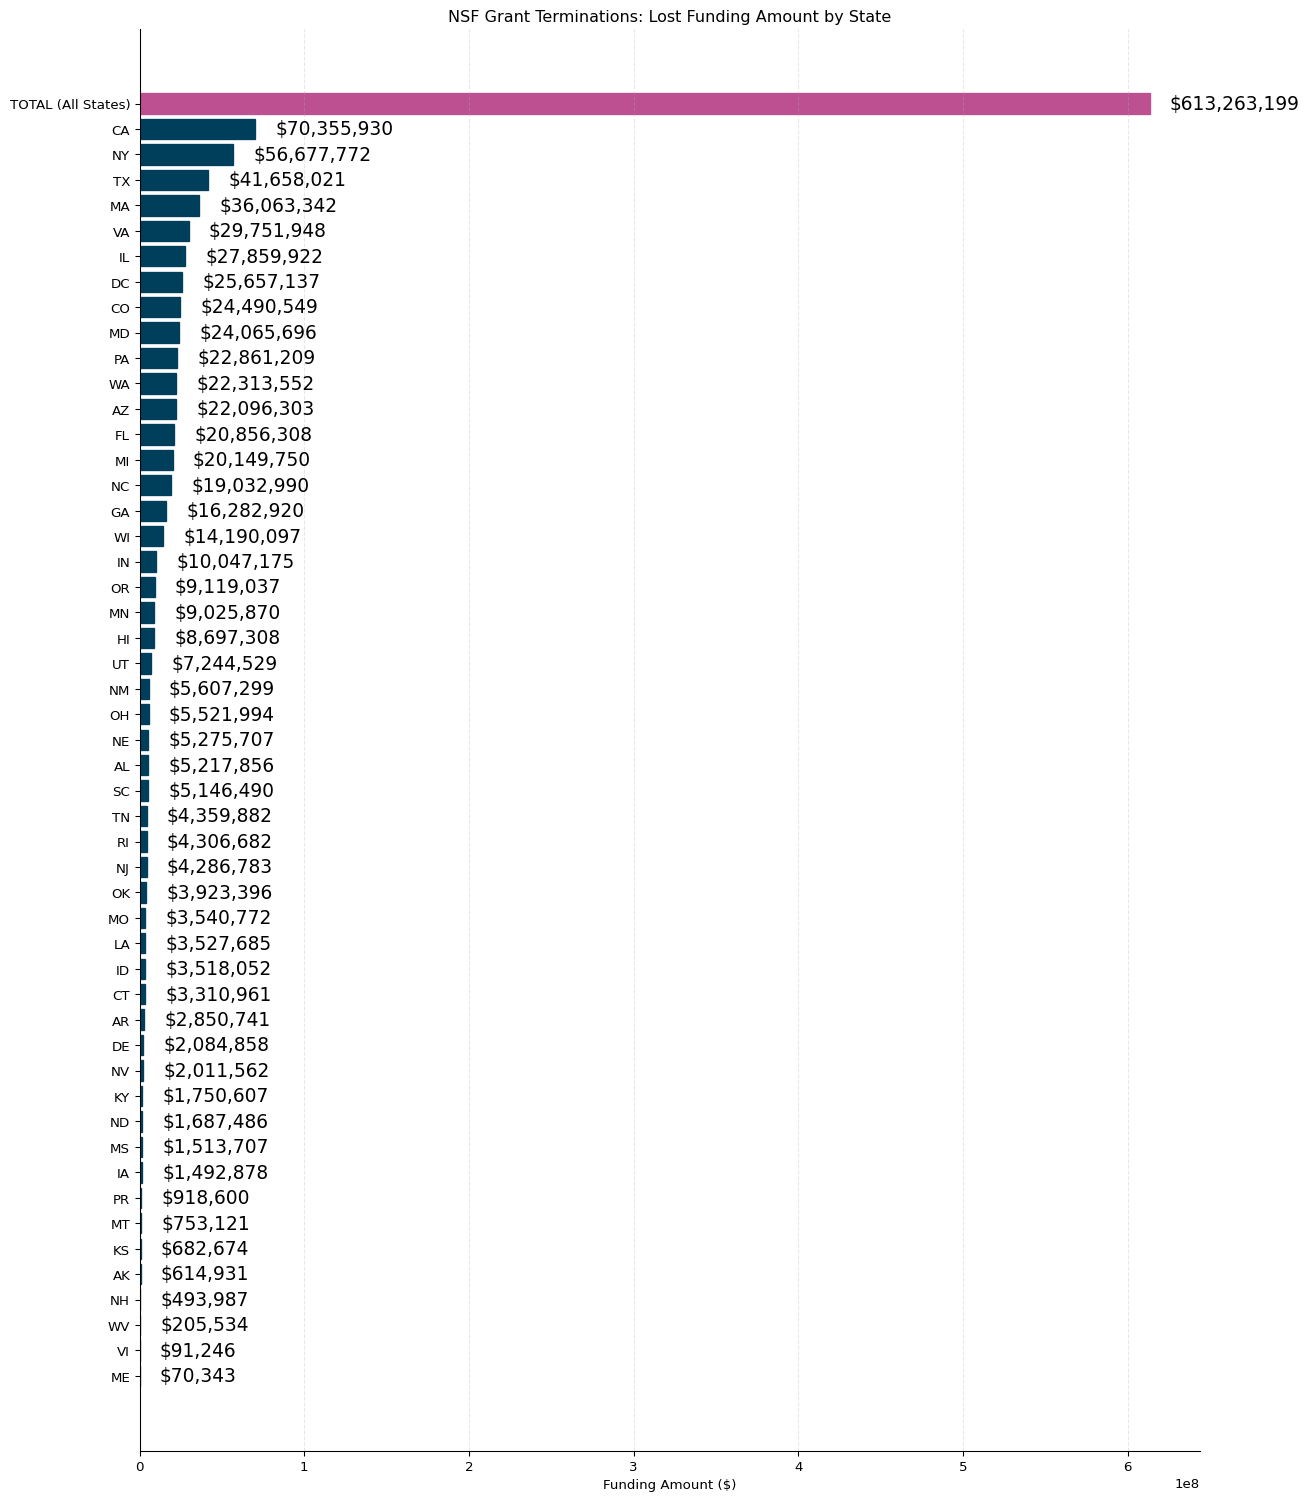 NSF Grant Terminations: Lost Funding Amount by State
TOTAL (All States) $613,263,199
CA $70,355,930
NY $56,677,772
TX $41,658,021
MA $36,063,342
VA $29,751,948
IL $27,859,922
DC $25,657,137
CO $24,490,549
MD $24,065,696
PA $22,861,209
WA $22,313,552
AZ $22,096,303
FL $20,856,308
MI $20,149,750
NC $19,032,990
GA $16,282,920
WI $14,190,097
IN $10,047,175
OR $9,119,037
MN $9,025,870
HI $8,697,308
UT $7,244,529
NM $5,607,299
OH $5,521,994
NE $5,275,707
AL $5,217,856
SC $5,146,490
TN $4,359,882
RI $4,306,682
NJ $4,286,783
OK $3,923,396
MO $3,540,772
LA $3,527,685
ID $3,518,052
CT $3,310,961
AR $2,850,741
DE $2,084,858
NV $2,011,562
KY $1,750,607
ND $1,687,486
MS $1,513,707
IA $1,492,878
PR $918,600
MT $753,121
KS $682,674
AK $614,931
NH $493,987
WV $205,534
VI $91,246
ME $70,343
0 1 2 3 4 5 6
Funding Amount ($) 1e8